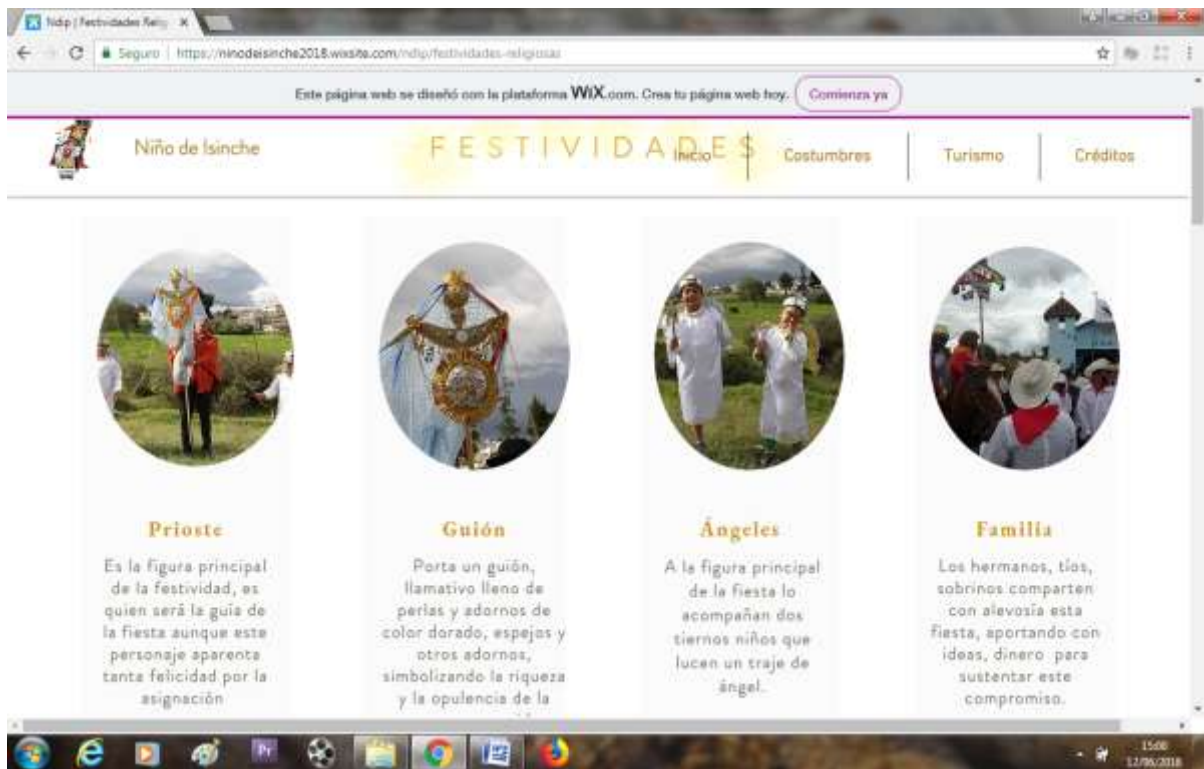 Ndip | Festividades Relig
Seguro | https://ninodeisinche2018.wixsite.com/ndip/festividades-religiosas
Este página web se diseñó con la plataforma WiX.com. Crea tu página web hoy. Comienza ya
Niño de Isinche
FESTIVIDADES
Inicio
Costumbres
Turismo
Créditos
Prioste
Es la figura principal
de la festividad, es
quien será la guía de
la fiesta aunque este
personaje aparenta
tanta felicidad por la
asignación
Guión
Porta un guión,
llamativo lleno de
perlas y adornos de
color dorado, espejos y
otros adornos,
simbolizando la riqueza
y la opulencia de la
Ángeles
A la figura principal
de la fiesta lo
acompañan dos
tiernos niños que
lucen un traje de
ángel.
Familia
Los hermanos, tíos,
sobrinos comparten
con alevosía esta
fiesta, aportando con
ideas, dinero para
sustentar este
compromiso.
Pr
15:00
12/06/2018